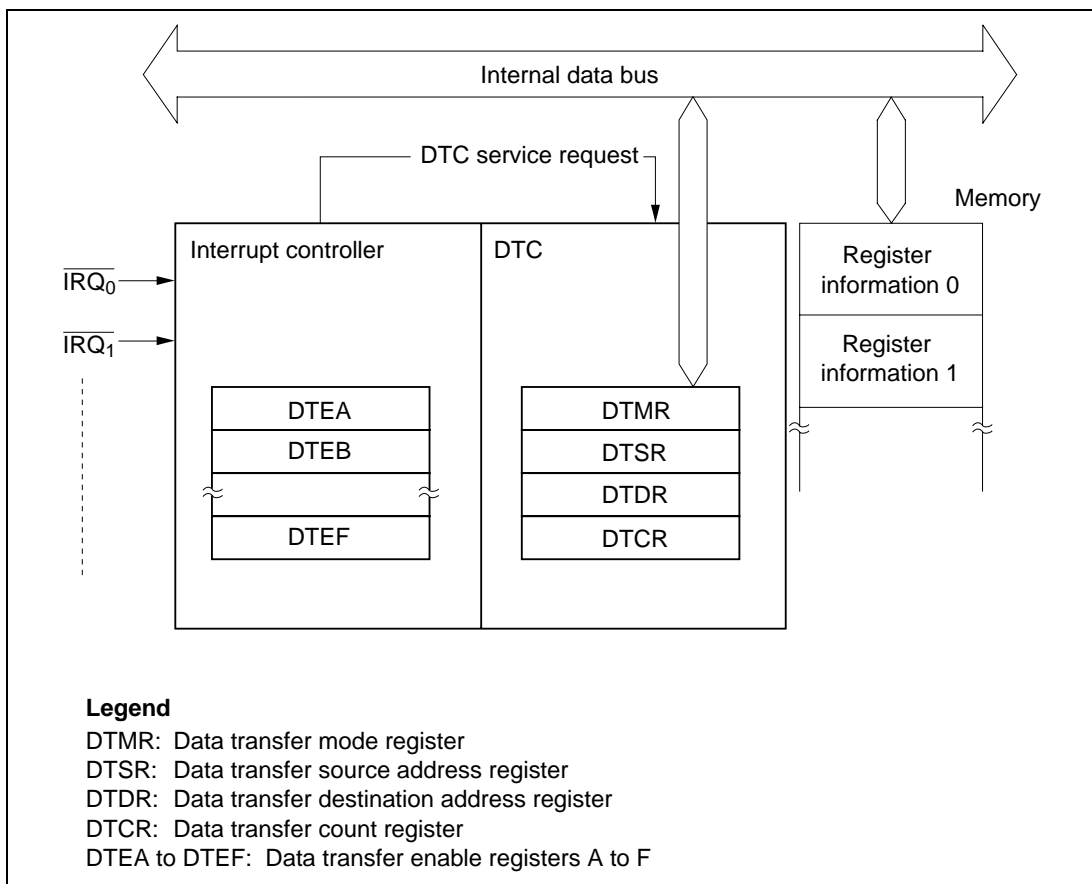 Internal data bus
DTC service request
Memory
Interrupt controller
DTC
Register
information 0
IRQ0
IRQ1
Register
information 1
DTEA
DTEB
DTEF
DTMR
DTSR
DTDR
DTCR
Legend
DTMR: Data transfer mode register
DTSR: Data transfer source address register
DTDR: Data transfer destination address register
DTCR: Data transfer count register
DTEA to DTEF: Data transfer enable registers A to F